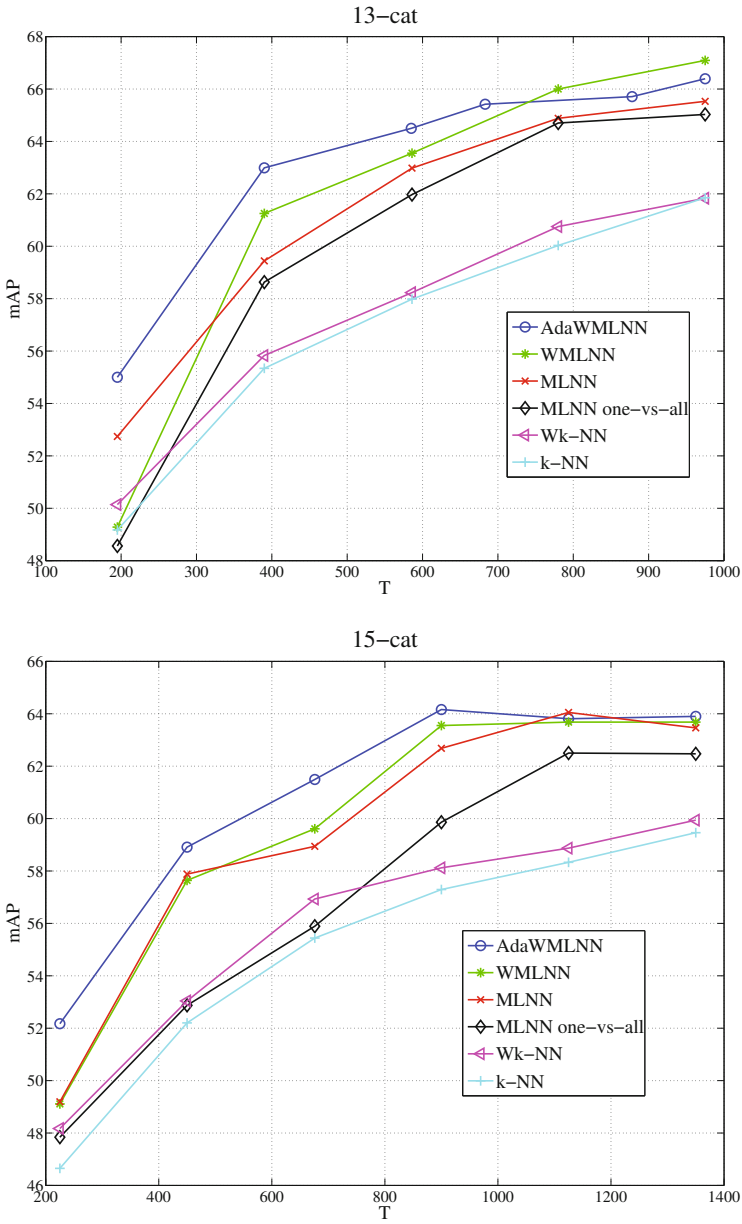 13−cat
68
66
64
62
60
58
56
54
52
50
48
mAP
AdaWMLNN
WMLNN
MLNN
MLNN one−vs−all
Wk−NN
k−NN
100 200 300 400 500 600 700 800 900 1000
T
15−cat
66
64
62
60
58
56
54
52
50
48
46
mAP
AdaWMLNN
WMLNN
MLNN
MLNN one−vs−all
Wk−NN
k−NN
200 400 600 800 1000 1200 1400
T